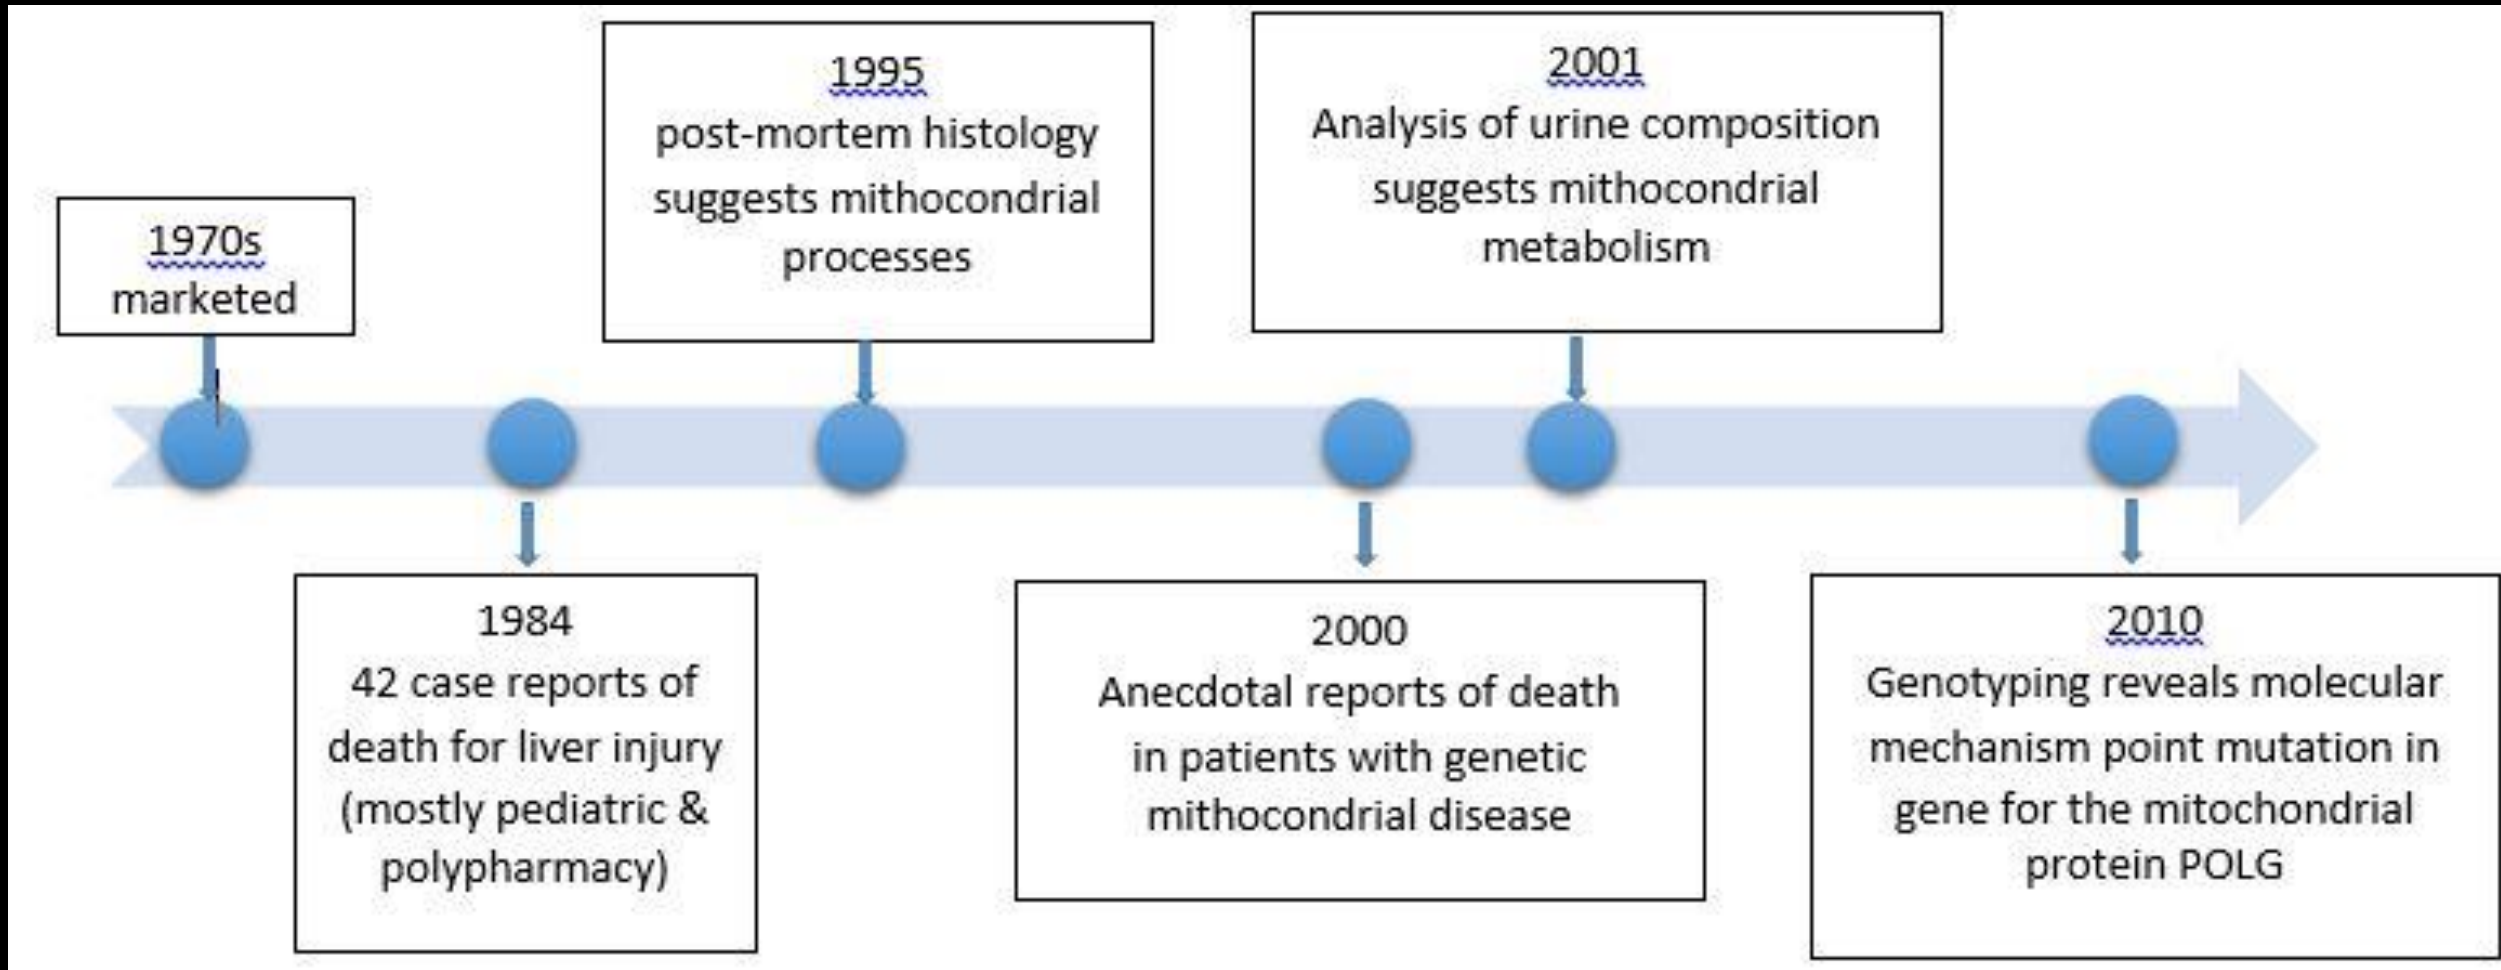 1970s
marketed
1984
42 case reports of
death for liver injury
(mostly pediatric &
polypharmacy)
1995
post-mortem histology
suggests mithocondrial
processes
2000
Anecdotal reports of death
in patients with genetic
mithocondrial disease
2001
Analysis of urine composition
suggests mithocondrial
metabolism
2010
Genotyping reveals molecular
mechanism point mutation in
gene for the mitochondrial
protein POLG